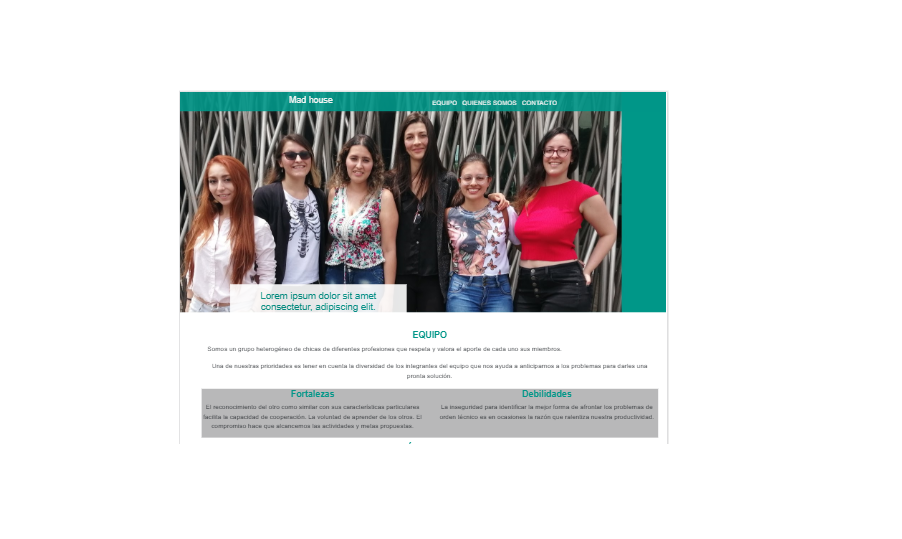 Mad house
EQUIPO QUIENES SOMOS CONTACTO
Lorem ipsum dolor sit amet
consectetur, adipiscing elit.
EQUIPO
Somos un grupo heterogéneo de chicas de diferentes profesiones que respeta y valora el aporte de cada uno sus miembros.
Una de nuestras prioridades es tener en cuenta la diversidad de los integrantes del equipo que nos ayuda a anticiparnos a los problemas para darles una
pronta solución.
Fortalezas
El reconocimiento del otro como similar con sus características particulares
facilita la capacidad de cooperación. La voluntad de aprender de los otros. El
compromiso hace que alcancemos las actividades y metas propuestas.
Debilidades
La inseguridad para identificar la mejor forma de afrontar los problemas de
orden técnico es en ocasiones la razón que ralentiza nuestra productividad.